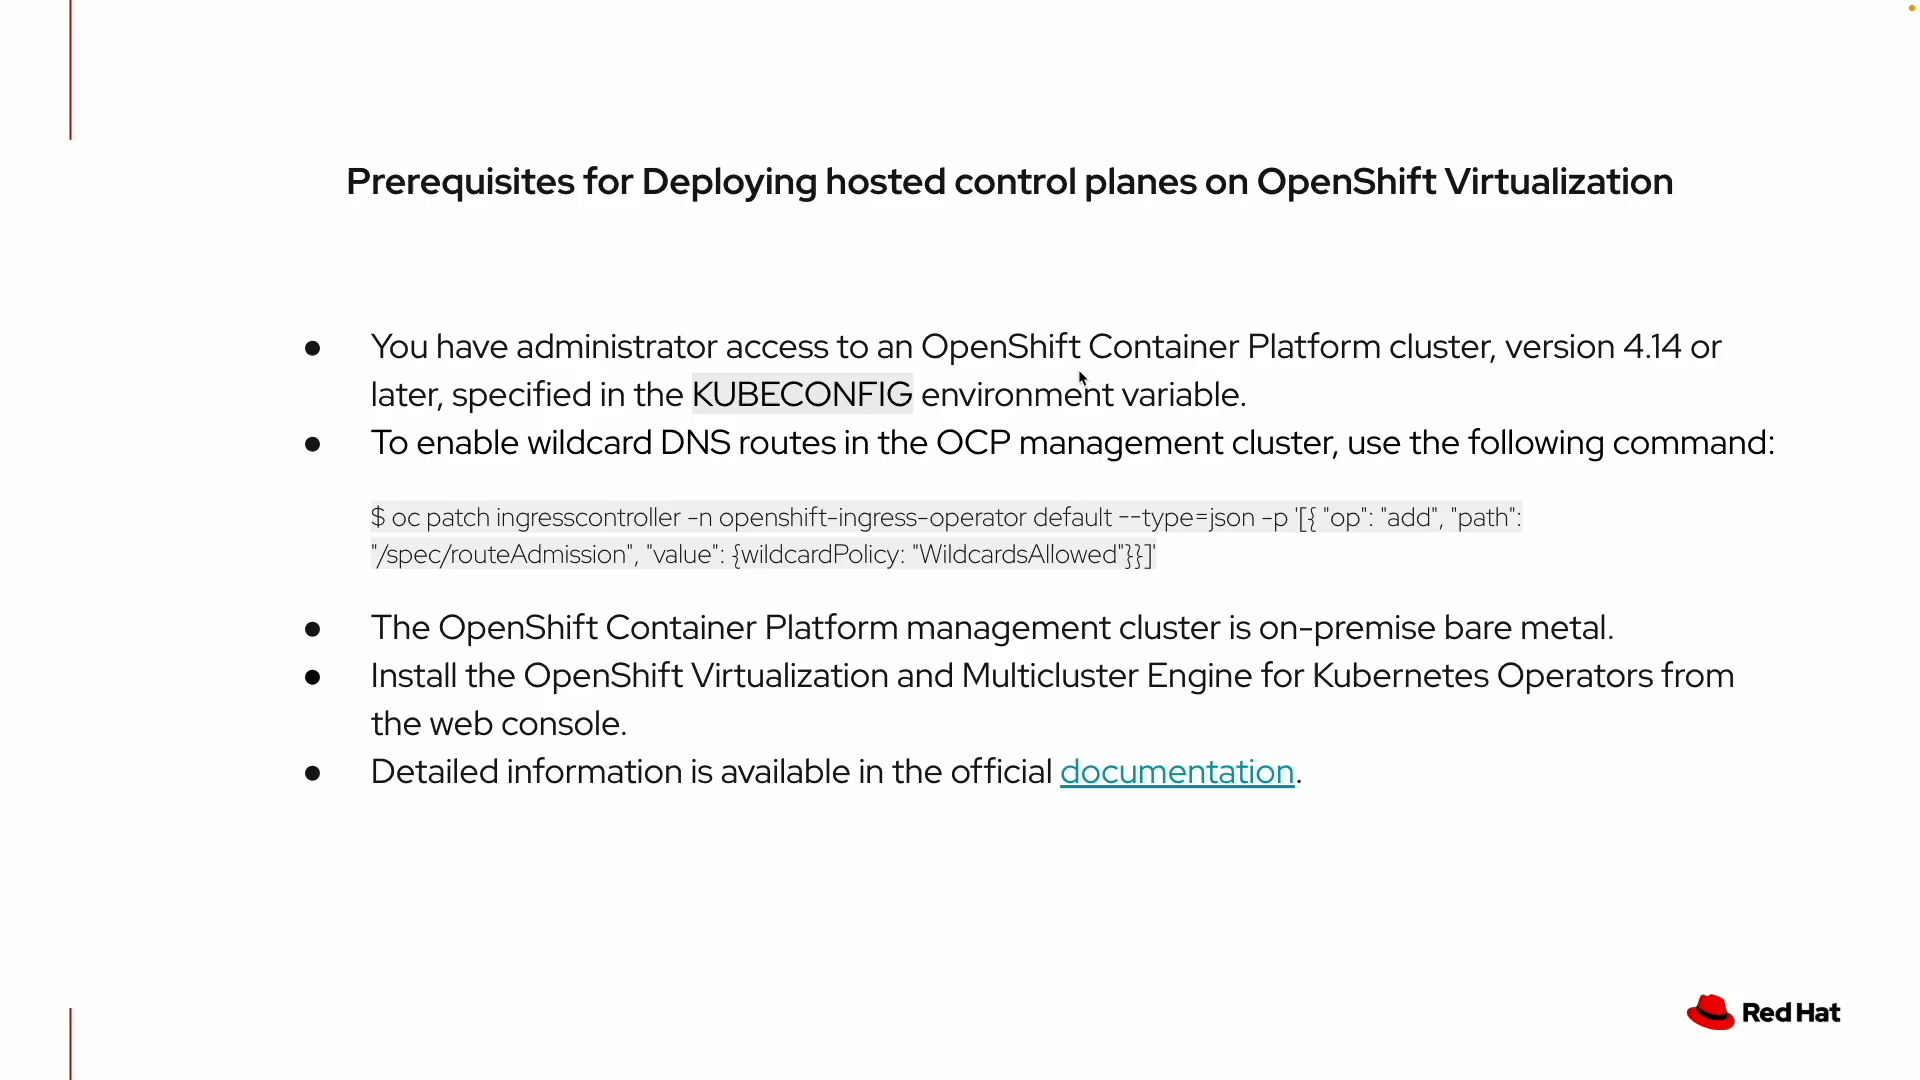 Prerequisites for Deploying hosted control planes on OpenShift Virtualization
● You have administrator access to an OpenShift Container Platform cluster, version 4.14 or
later, specified in the KUBECONFIG environment variable.
● To enable wildcard DNS routes in the OCP management cluster, use the following command:
$ oc patch ingresscontroller -n openshift-ingress-operator default --type=json -p '[{ "op": "add", "path":
"/spec/routeAdmission", "value": {wildcardPolicy: "WildcardsAllowed"}}]'
● The OpenShift Container Platform management cluster is on-premise bare metal.
● Install the OpenShift Virtualization and Multicluster Engine for Kubernetes Operators from
the web console.
● Detailed information is available in the official documentation.
Red Hat